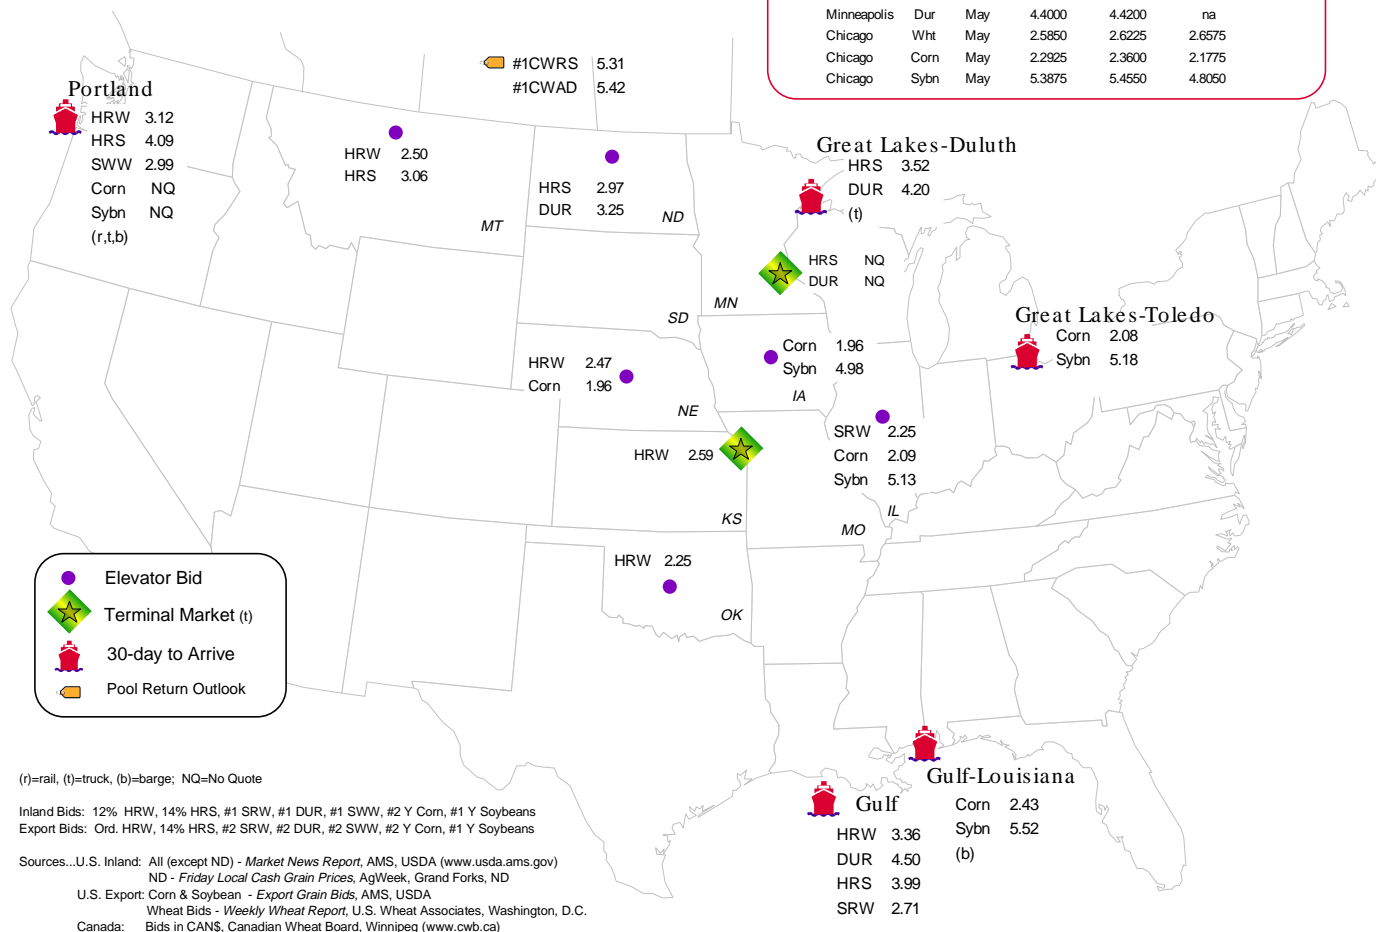 Minneapolis Dur May 4.4000 4.4200 na
Chicago Wht May 2.5850 2.6225 2.6575
Chicago Corn May 2.2925 2.3600 2.1775
Chicago Sybn May 5.3875 5.4550 4.8050
#1CWRS 5.31
#1CWAD 5.42
Portland
HRW 3.12
HRS 4.09
SWW 2.99
Corn NQ
Sybn NQ
(r,t,b)
HRW 2.50
HRS 3.06
MT
HRS 2.97
DUR 3.25
ND
Great Lakes-Duluth
HRS 3.52
DUR 4.20
(t)
HRS NQ
DUR NQ
MN
SD
Great Lakes-Toledo
Corn 2.08
Sybn 5.18
HRW 2.47
Corn 1.96
NE
Corn 1.96
Sybn 4.98
IA
SRW 2.25
Corn 2.09
Sybn 5.13
IL
HRW 2.59
KS
MO
HRW 2.25
OK
Elevator Bid
Terminal Market (t)
30-day to Arrive
Pool Return Outlook
Gulf-Louisiana
Corn 2.43
Sybn 5.52
(b)
Gulf
HRW 3.36
DUR 4.50
HRS 3.99
SRW 2.71
(r)=rail, (t)=truck, (b)=barge; NQ=No Quote
Inland Bids: 12% HRW, 14% HRS, #1 SRW, #1 DUR, #1 SWW, #2 Y Corn, #1 Y Soybeans
Export Bids: Ord. HRW, 14% HRS, #2 SRW, #2 DUR, #2 SWW, #2 Y Corn, #1 Y Soybeans
Sources...U.S. Inland: All (except ND) - Market News Report, AMS, USDA (www.usda.ams.gov)
ND - Friday Local Cash Grain Prices, AgWeek, Grand Forks, ND
U.S. Export: Corn & Soybean - Export Grain Bids, AMS, USDA
Wheat Bids - Weekly Wheat Report, U.S. Wheat Associates, Washington, D.C.
Canada: Bids in CAN$, Canadian Wheat Board, Winnipeg (www.cwb.ca)